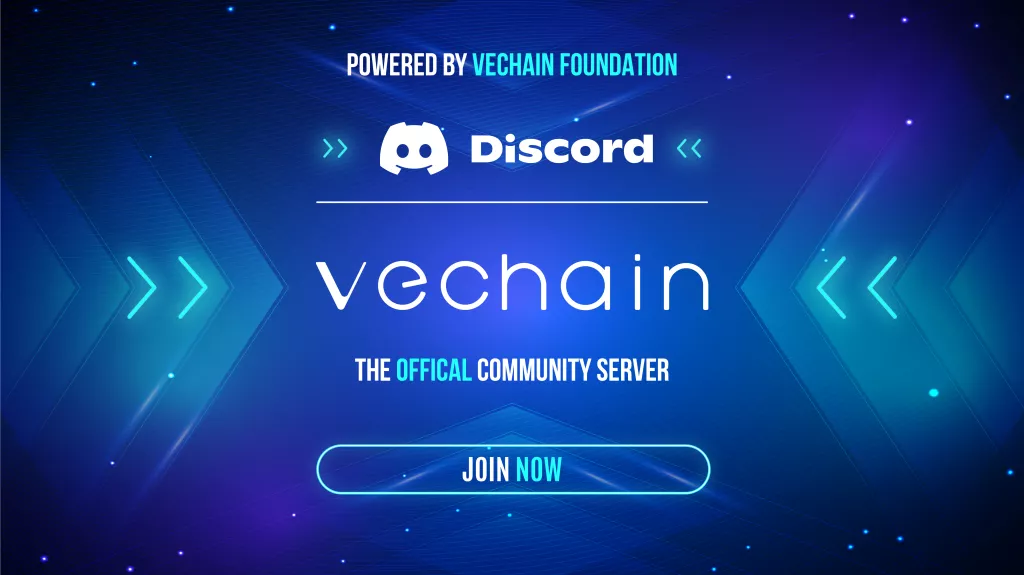 POWERED BY VECHAIN FOUNDATION
Discord
vechain
THE OFFICAL COMMUNITY SERVER
JOIN NOW